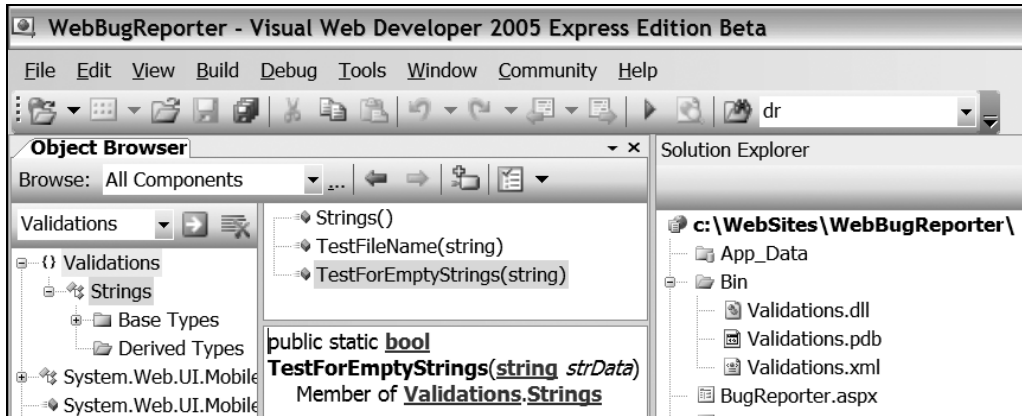 WebBugReporter - Visual Web Developer 2005 Express Edition Beta
File Edit View Build Debug Tools Window Community Help
dr
Object Browser
Browse: All Components ...
Validations
{} Validations
Strings
Base Types
Derived Types
System.Web.UI.Mobile
System.Web.UI.Mobile
Strings()
TestFileName(string)
TestForEmptyStrings(string)
public static bool
TestForEmptyStrings(string strData)
Member of Validations.Strings
Solution Explorer
c:\WebSites\WebBugReporter\
App_Data
Bin
Validations.dll
Validations.pdb
Validations.xml
BugReporter.aspx